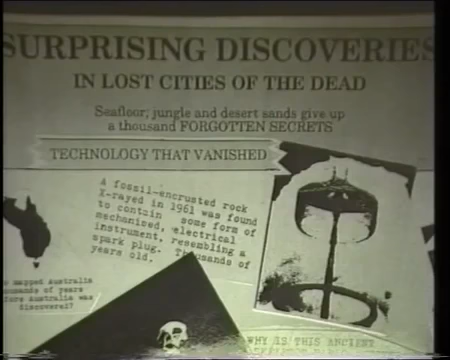 SURPRISING DISCOVERIES
IN LOST CITIES OF THE DEAD
Seafloor, jungle and desert sands give up
a thousand FORGOTTEN SECRETS
TECHNOLOGY THAT VANISHED
A fossil-encrusted rock
X-rayed in 1961 was found
to contain some form of
mechanised, electrical
instrument, resembling a
spark plug. Thousands of
years old.
mapped Australia
thousands of years
before Australia was
discovered?
WHY IS THIS ANCIENT